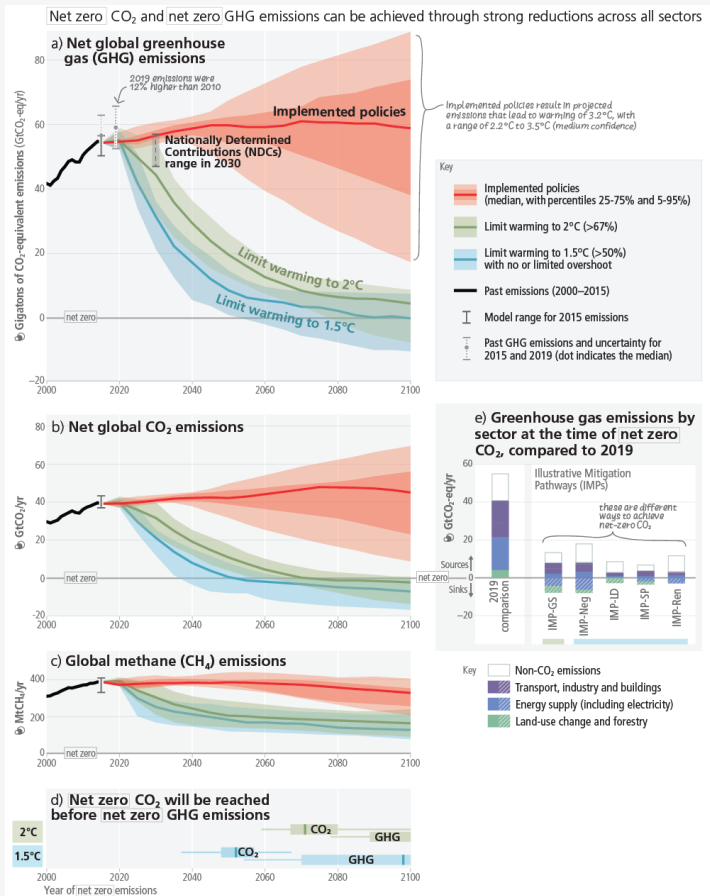 Net zero CO₂ and net zero GHG emissions can be achieved through strong reductions across all sectors
a) Net global greenhouse
gas (GHG) emissions
Gigatons of CO₂-equivalent emissions (GtCO₂-eq/yr)
80
60
40
20
0
–20
2019 emissions were
12% higher than 2010
Implemented policies
Nationally Determined
Contributions (NDCs)
range in 2030
Limit warming to 2°C
Limit warming to 1.5°C
net zero
2000
2020
2040
2060
2080
2100
Implemented policies result in projected
emissions that lead to warming of 3.2°C, with
a range of 2.2°C to 3.5°C (medium confidence)
Key
Implemented policies
(median, with percentiles 25-75% and 5-95%)
Limit warming to 2°C (>67%)
Limit warming to 1.5°C (>50%)
with no or limited overshoot
Past emissions (2000–2015)
Model range for 2015 emissions
Past GHG emissions and uncertainty for
2015 and 2019 (dot indicates the median)
b) Net global CO₂ emissions
GtCO₂/yr
80
60
40
20
0
-20
net zero
2000
2020
2040
2060
2080
2100
c) Global methane (CH₄) emissions
MtCH₄/yr
400
200
0
net zero
2000
2020
2040
2060
2080
2100
d) Net zero CO₂ will be reached
before net zero GHG emissions
2°C
1.5°C
CO₂
GHG
CO₂
GHG
2000
2020
2040
2060
2080
2100
Year of net zero emissions
e) Greenhouse gas emissions by
sector at the time of net zero
CO₂, compared to 2019
GtCO₂-eq/yr
60
40
20
0
−20
net zero
Sources
Sinks
Illustrative Mitigation
Pathways (IMPs)
these are different
ways to achieve
net-zero CO₂
2019
comparison
IMP-GS
IMP-Neg
IMP-LD
IMP-SP
IMP-Ren
Key
Non-CO₂ emissions
Transport, industry and buildings
Energy supply (including electricity)
Land-use change and forestry